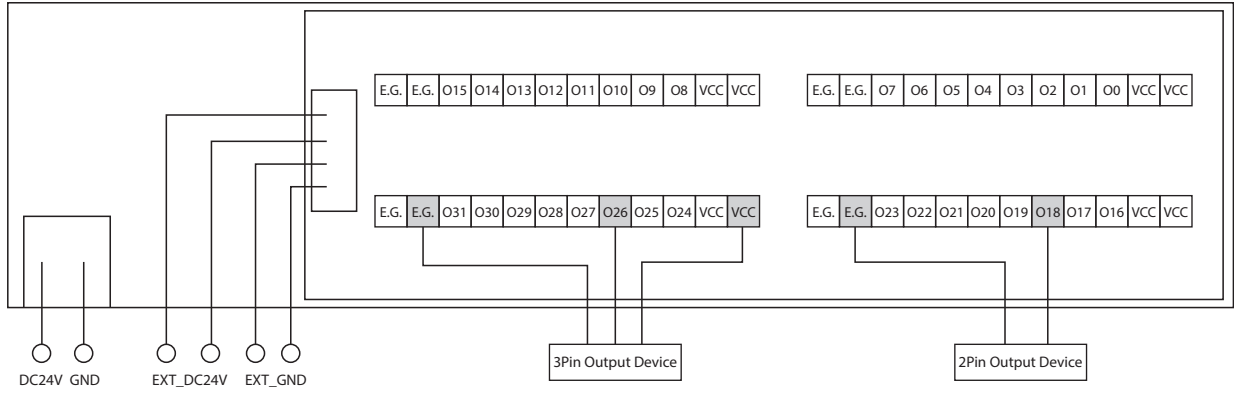 E.G. E.G. O15 O14 O13 O12 O11 O10 O9 O8 VCC VCC
E.G. E.G. O7 O6 O5 O4 O3 O2 O1 O0 VCC VCC
E.G. E.G. O31 O30 O29 O28 O27 O26 O25 O24 VCC VCC
E.G. E.G. O23 O22 O21 O20 O19 O18 O17 O16 VCC VCC
3Pin Output Device
2Pin Output Device
DC24V GND
EXT_DC24V
EXT_GND